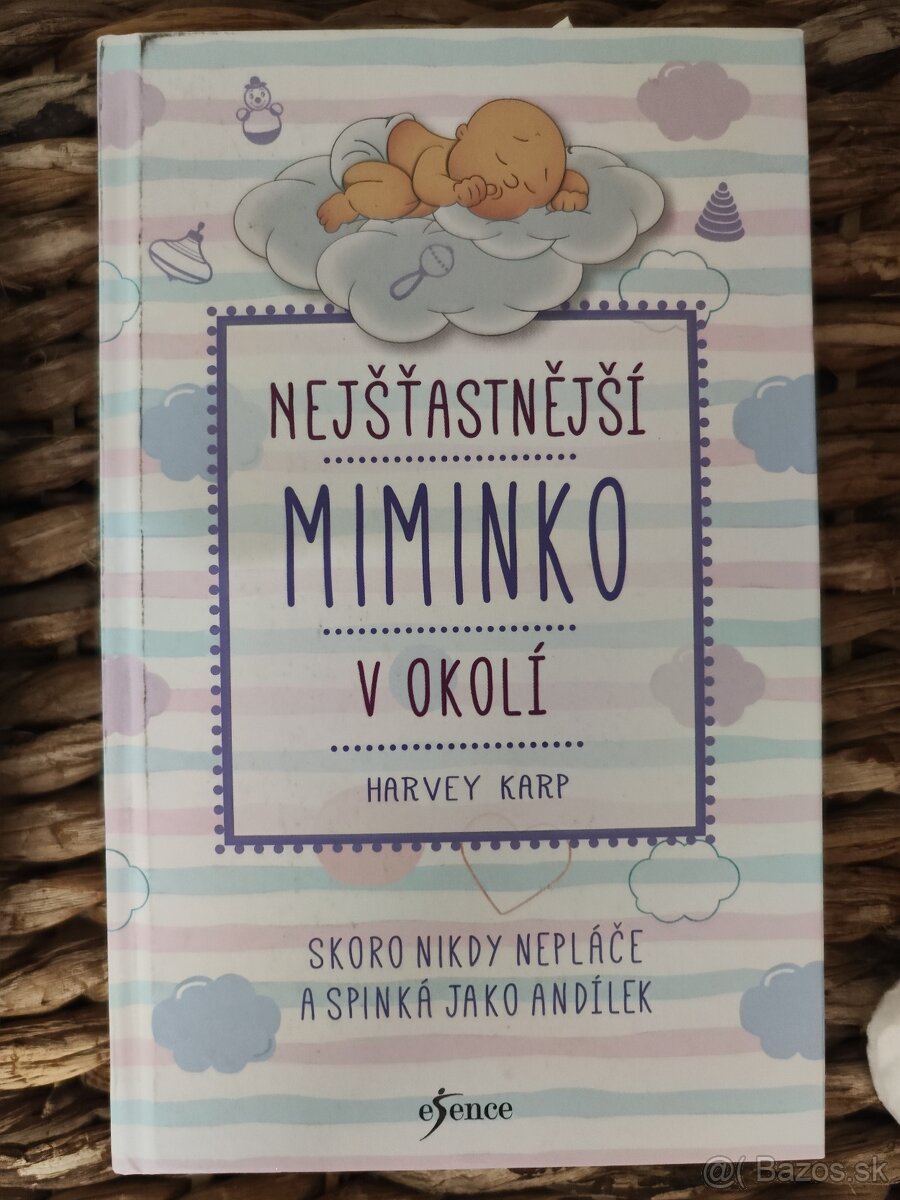 NEJŠŤASTNĚJŠÍ
MIMINKO
V OKOLÍ
HARVEY KARP
SKORO NIKDY NEPLÁČE
A SPINKÁ JAKO ANDÍLEK
esence
@( Bazos.sk